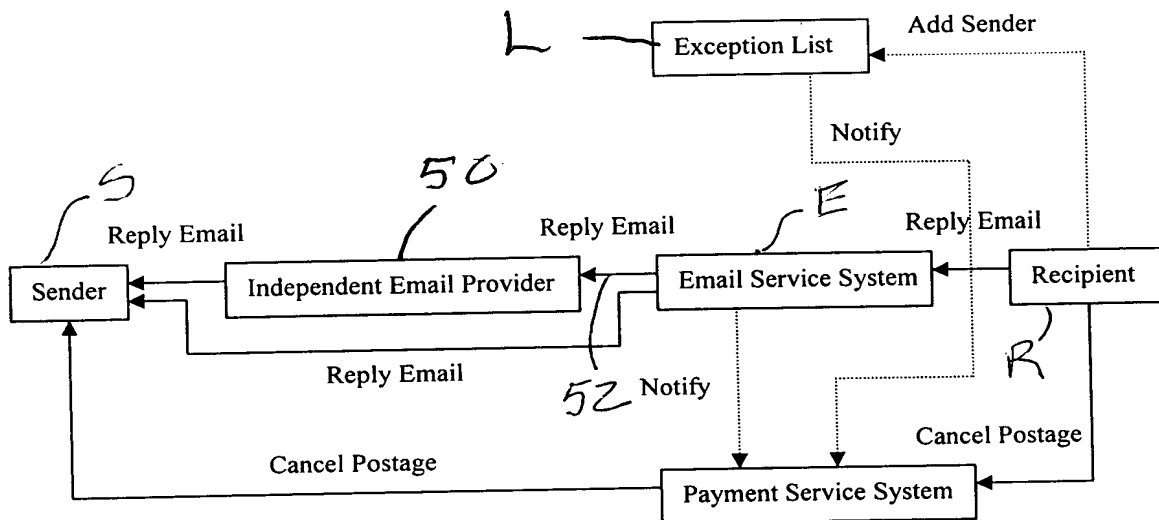 L
Exception List
Add Sender
Notify
S
50
E
Reply Email
Reply Email
Reply Email
Sender
Independent Email Provider
Email Service System
Recipient
Reply Email
52
Notify
R
Cancel Postage
Cancel Postage
Payment Service System